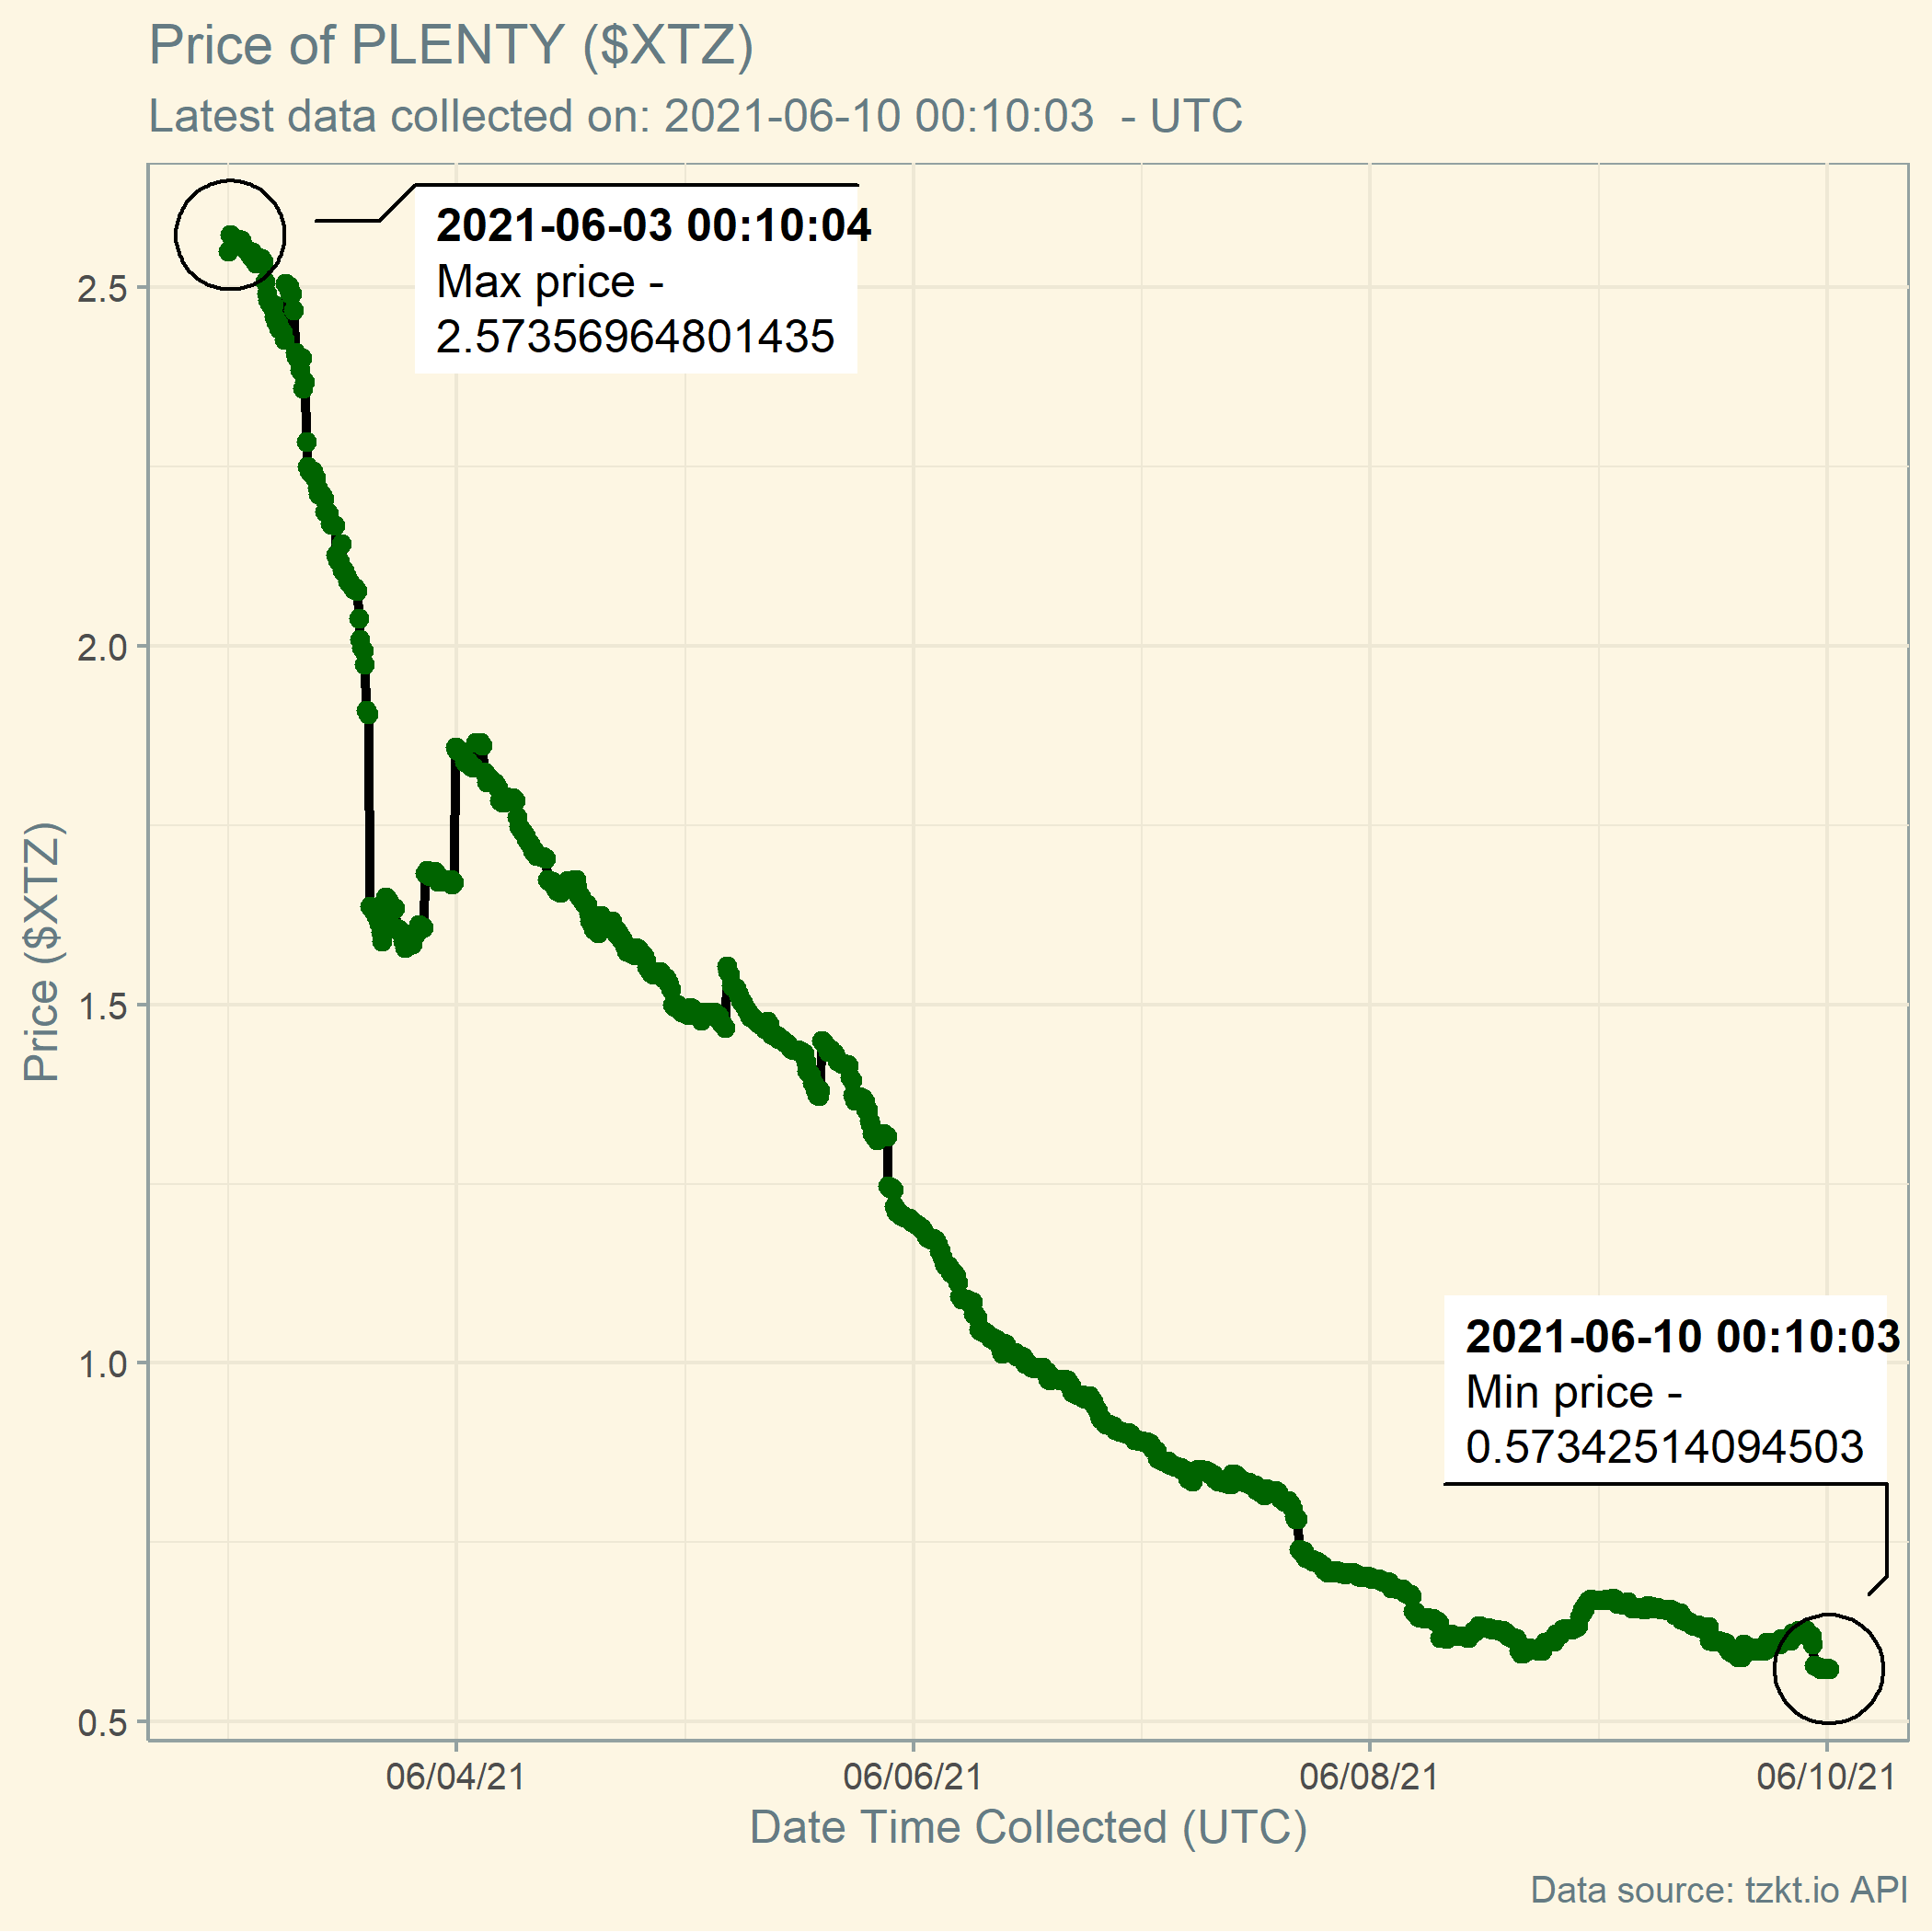 Price of PLENTY ($XTZ)
Latest data collected on: 2021-06-10 00:10:03  - UTC
2021-06-03 00:10:04
Max price -
2.57356964801435
2.5
2.0
1.5
1.0
0.5
Price ($XTZ)
2021-06-10 00:10:03
Min price -
0.57342514094503
06/04/21
06/06/21
06/08/21
06/10/21
Date Time Collected (UTC)
Data source: tzkt.io API